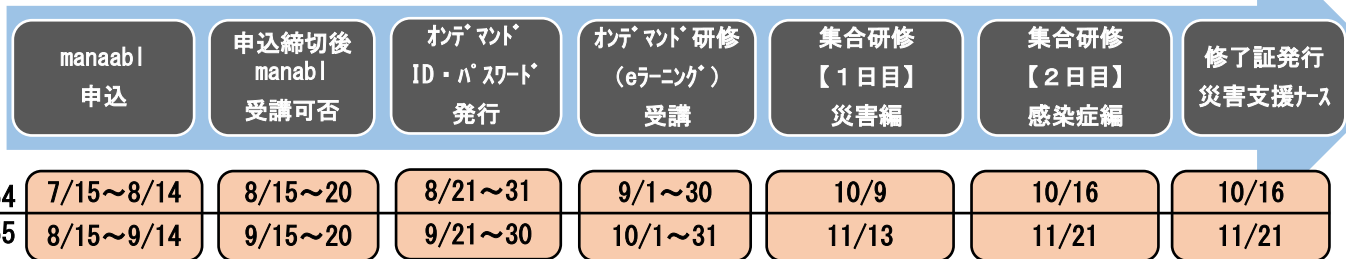 manaabl
申込
申込締切後
manabl
受講可否
ｵﾝﾃﾞﾏﾝﾄﾞ
ID・ﾊﾟｽﾜｰﾄﾞ
発行
ｵﾝﾃﾞﾏﾝﾄﾞ研修
(eﾗｰﾆﾝｸﾞ)
受講
集合研修
【１日目】
災害編
集合研修
【２日目】
感染症編
修了証発行
災害支援ﾅｰｽ
4 7/15～8/14 8/15～20 8/21～31 9/1～30 10/9 10/16 10/16
5 8/15～9/14 9/15～20 9/21～30 10/1～31 11/13 11/21 11/21